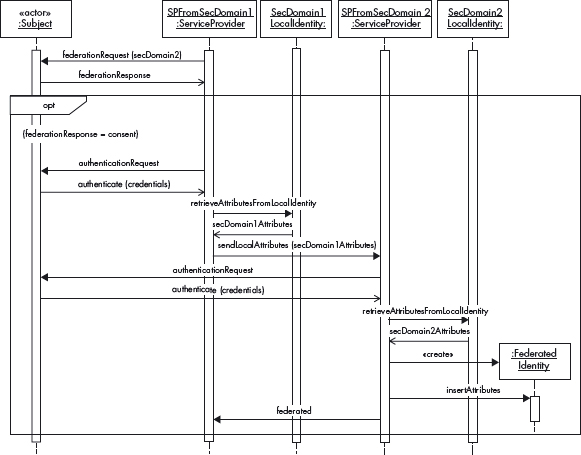 «actor»
:Subject
SPFromSecDomain1
:ServiceProvider
SecDomain1
LocalIdentity:
SPFromSecDomain 2
:ServiceProvider
SecDomain2
LocalIdentity:
federationRequest (secDomain2)
federationResponse
opt
(federationResponse = consent)
authenticationRequest
authenticate (credentials)
retrieveAttributesFromLocalIdentity
secDomain1Attributes
sendLocalAttributes (secDomain1Attributes)
authenticationRequest
authenticate (credentials)
retrieveAttributesFromLocalIdentity
secDomain2Attributes
«create»
:Federated
Identity
insertAttributes
federated